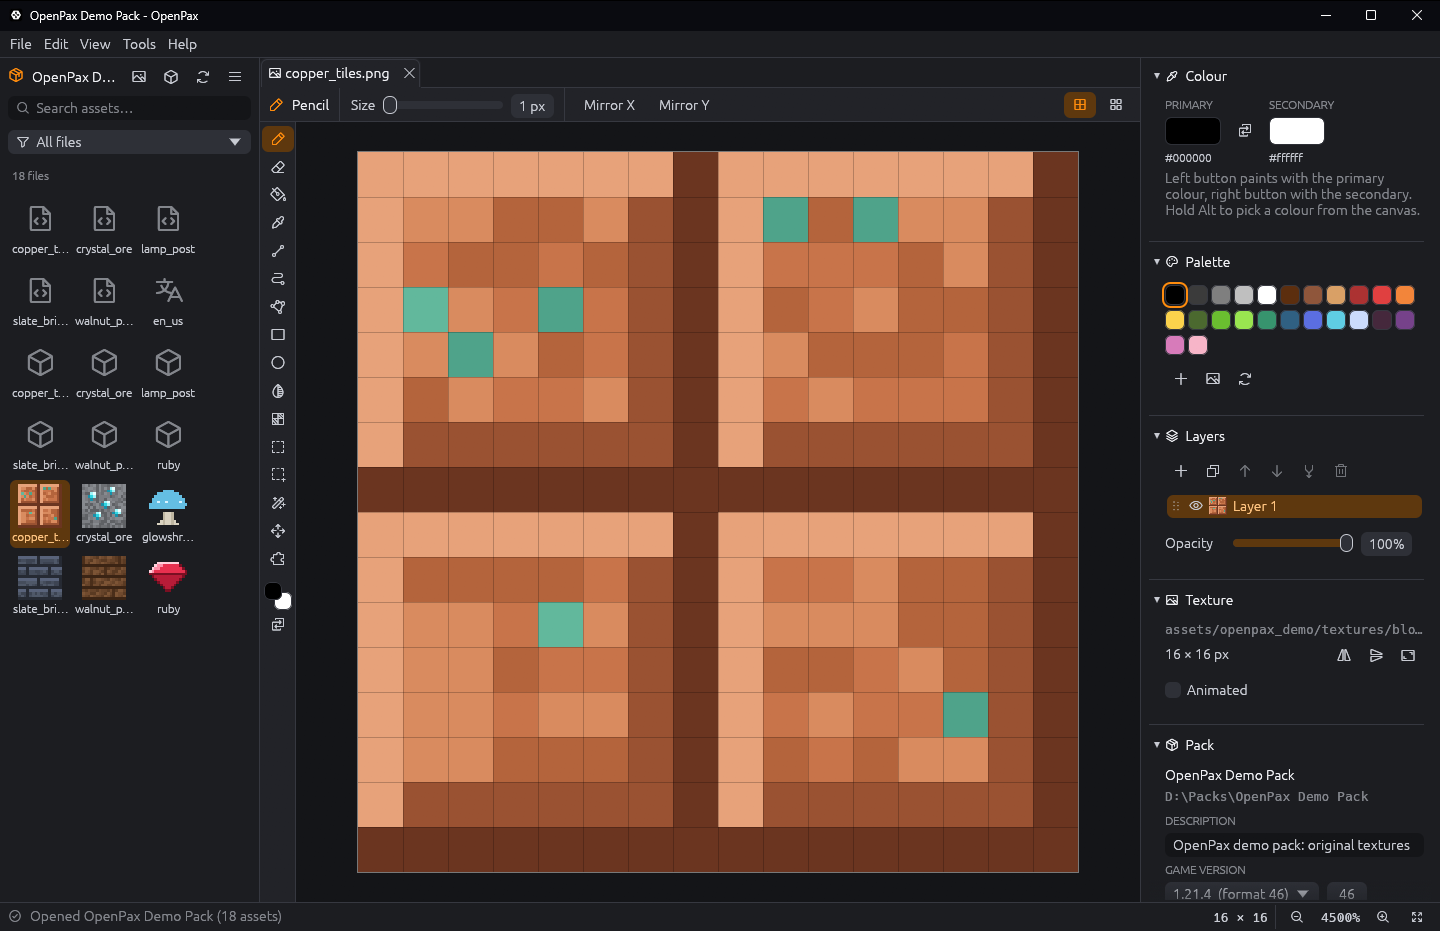 OpenPax Demo Pack - OpenPax
File Edit View Tools Help
OpenPax D...
Search assets...
All files
18 files
copper_t... crystal_ore lamp_post
slate_bri... walnut_p... en_us
copper_t... crystal_ore lamp_post
slate_bri... walnut_p... ruby
copper_t... crystal_ore glowshr...
slate_bri... walnut_p... ruby
copper_tiles.png
Pencil Size 1 px Mirror X Mirror Y
Colour
PRIMARY SECONDARY
#000000 #ffffff
Left button paints with the primary
colour, right button with the secondary.
Hold Alt to pick a colour from the canvas.
Palette
Layers
Layer 1
Opacity 100%
Texture
assets/openpax_demo/textures/blo...
16 × 16 px
Animated
Pack
OpenPax Demo Pack
D:\Packs\OpenPax Demo Pack
DESCRIPTION
OpenPax demo pack: original textures
GAME VERSION
1.21.4 (format 46) 46
Opened OpenPax Demo Pack (18 assets)
16 × 16 4500%